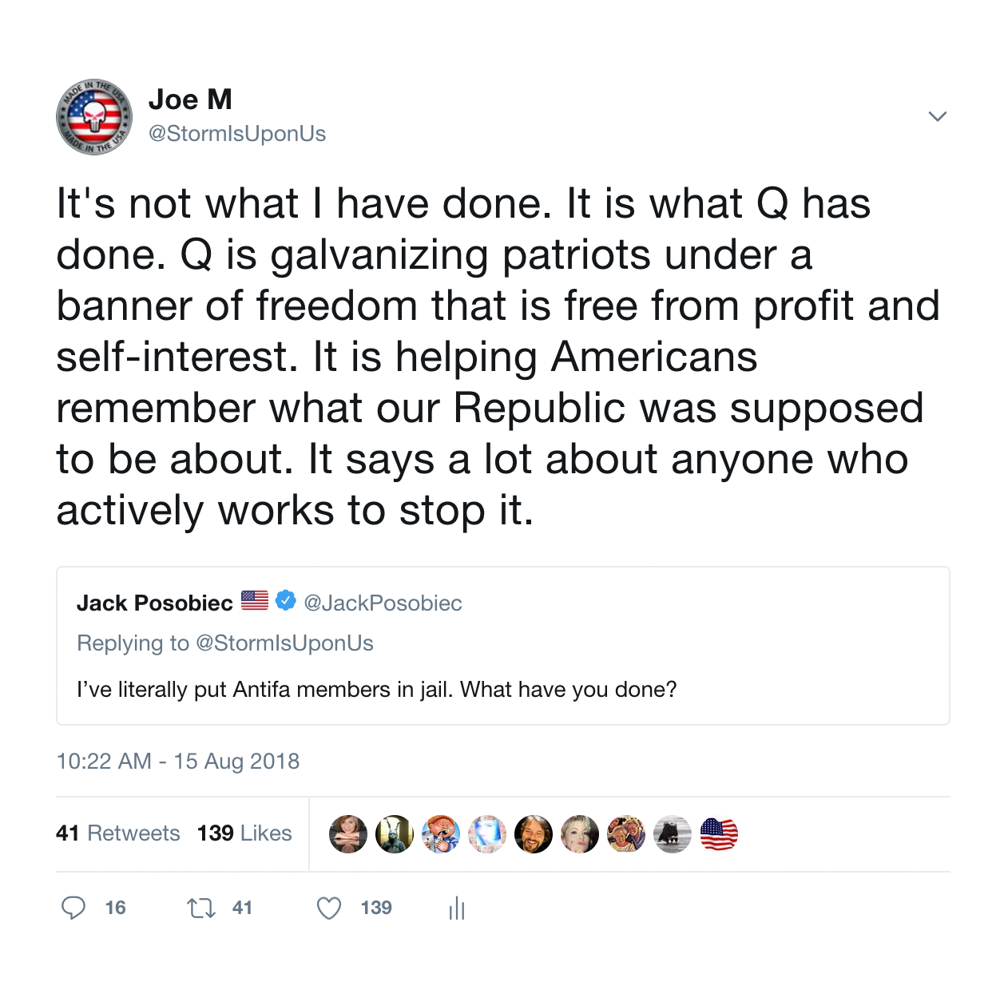 MADE IN THE USA
MADE IN THE USA
Joe M
@StormIsUponUs
It's not what I have done. It is what Q has
done. Q is galvanizing patriots under a
banner of freedom that is free from profit and
self-interest. It is helping Americans
remember what our Republic was supposed
to be about. It says a lot about anyone who
actively works to stop it.
Jack Posobiec @JackPosobiec
Replying to @StormIsUponUs
I've literally put Antifa members in jail. What have you done?
10:22 AM - 15 Aug 2018
41 Retweets 139 Likes
16 41 139